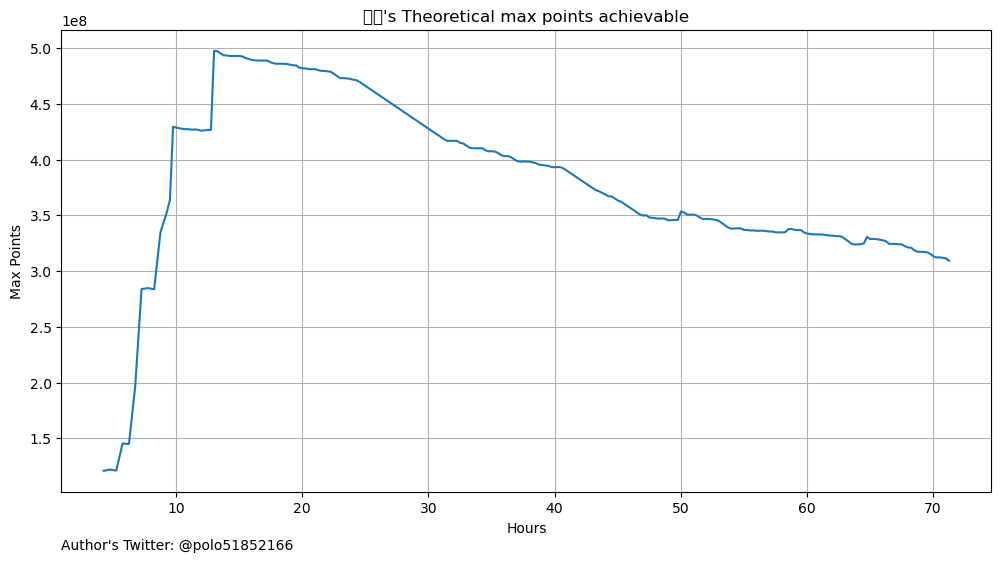 's Theoretical max points achievable
1e8
5.0
4.5
4.0
3.5
3.0
2.5
2.0
1.5
Max Points
10 20 30 40 50 60 70
Hours
Author's Twitter: @polo51852166